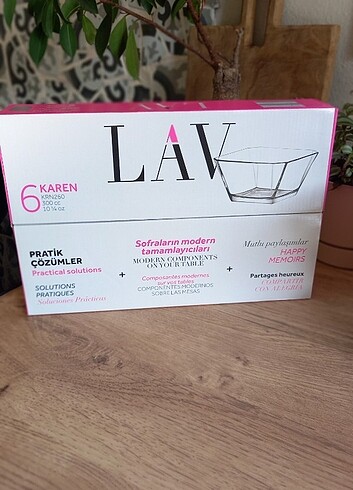 LAV
6 KAREN
KRN260
300 cc
10 ¼ oz
PRATİK
ÇÖZÜMLER
Practical solutions
SOLUTIONS
PRATIQUES
Soluciones Prácticas
+
Sofraların modern
tamamlayıcıları
MODERN COMPONENTS
ON YOUR TABLE
Composantes modernes
sur vos tables
COMPONENTES MODERNOS
SOBRE LAS MESAS
+
Mutlu paylaşımlar
HAPPY
MEMOIRS
Partages heureux
COMPARTIR
CON ALEGRIA